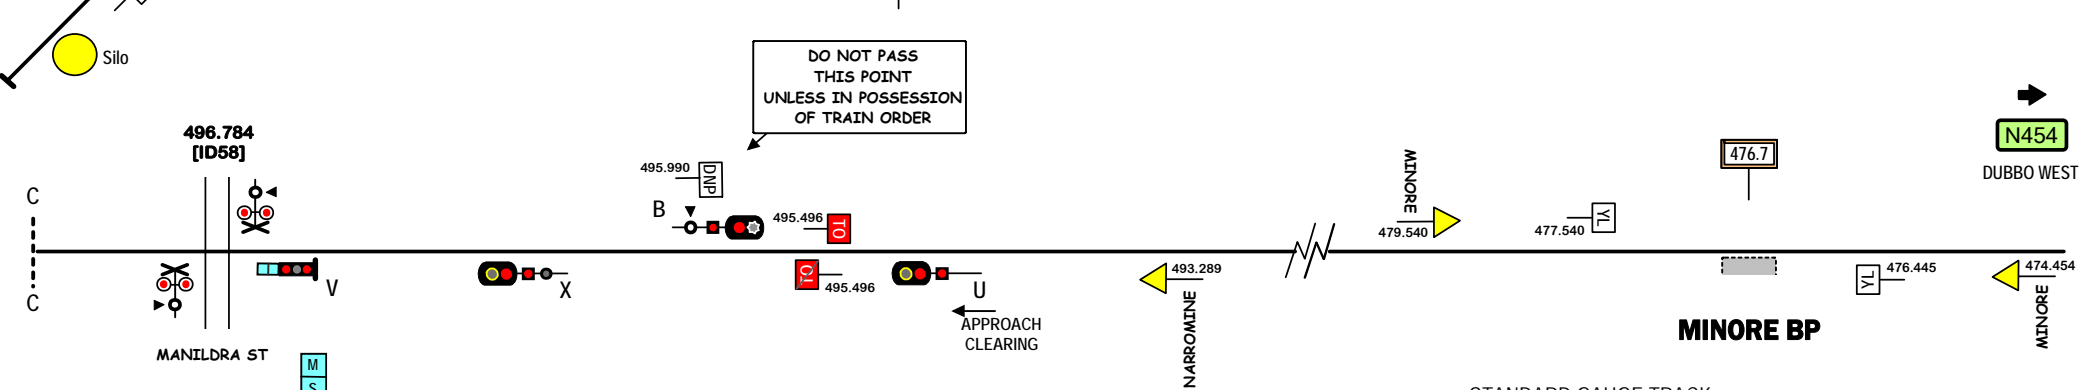 Silo
DO NOT PASS
THIS POINT
UNLESS IN POSSESSION
OF TRAIN ORDER
N454
DUBBO WEST
496.784
[ID58]
476.7
495.990
DNP
MINORE
C
B
495.496
TO
479.540
477.540
YL
V
X
CJ
495.496
U
493.289
YL
476.445
474.454
C
APPROACH
CLEARING
NARROMINE
MINORE BP
MINORE
MANILDRA ST
M
S
STANDARD GAUGE TRACK